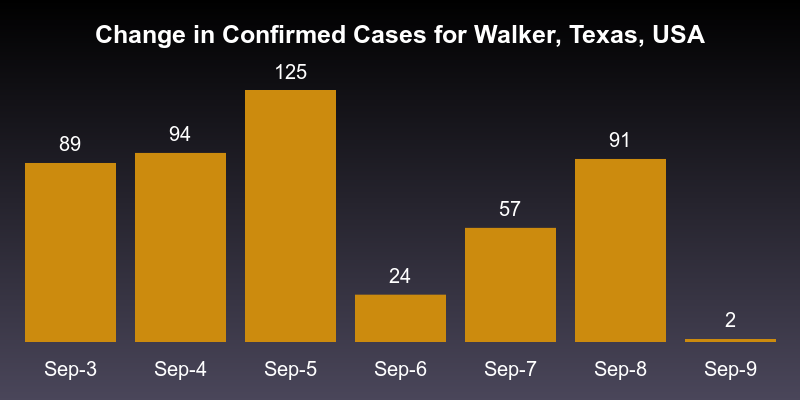 Change in Confirmed Cases for Walker, Texas, USA
89
94
125
24
57
91
2
Sep-3
Sep-4
Sep-5
Sep-6
Sep-7
Sep-8
Sep-9